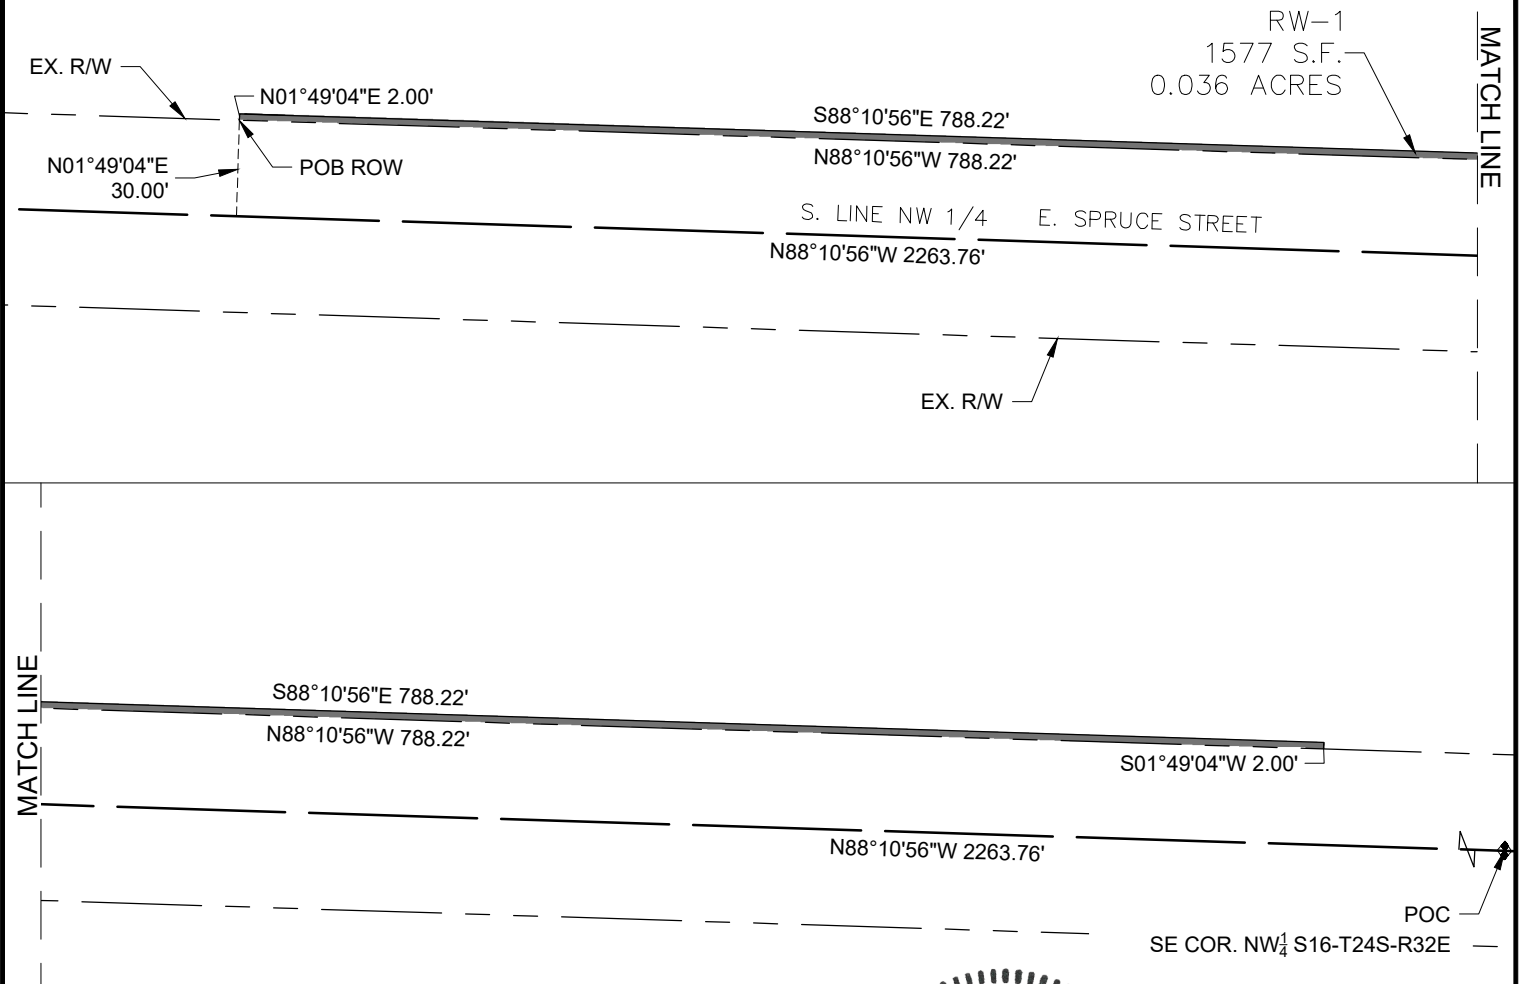 RW-1
1577 S.F.
0.036 ACRES
MATCH LINE
EX. R/W
N01°49'04"E 2.00'
S88°10'56"E 788.22'
N01°49'04"E
30.00'
POB ROW
N88°10'56"W 788.22'
S. LINE NW 1/4 E. SPRUCE STREET
N88°10'56"W 2263.76'
EX. R/W
MATCH LINE
S88°10'56"E 788.22'
N88°10'56"W 788.22'
S01°49'04"W 2.00'
N88°10'56"W 2263.76'
POC
SE COR. NW1/4 S16-T24S-R32E